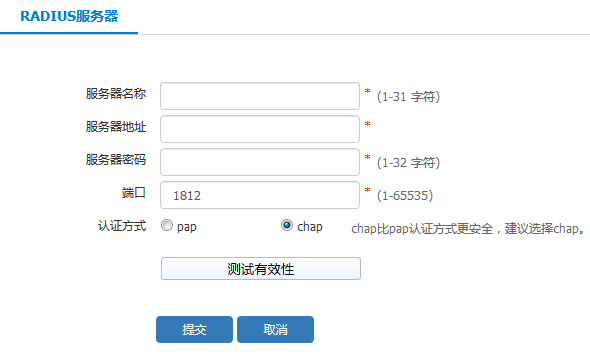 RADIUS服务器
服务器名称 * (1-31 字符)
服务器地址 *
服务器密码 * (1-32 字符)
端口 1812 * (1-65535)
认证方式 pap chap chap比pap认证方式更安全，建议选择chap。
测试有效性
提交 取消